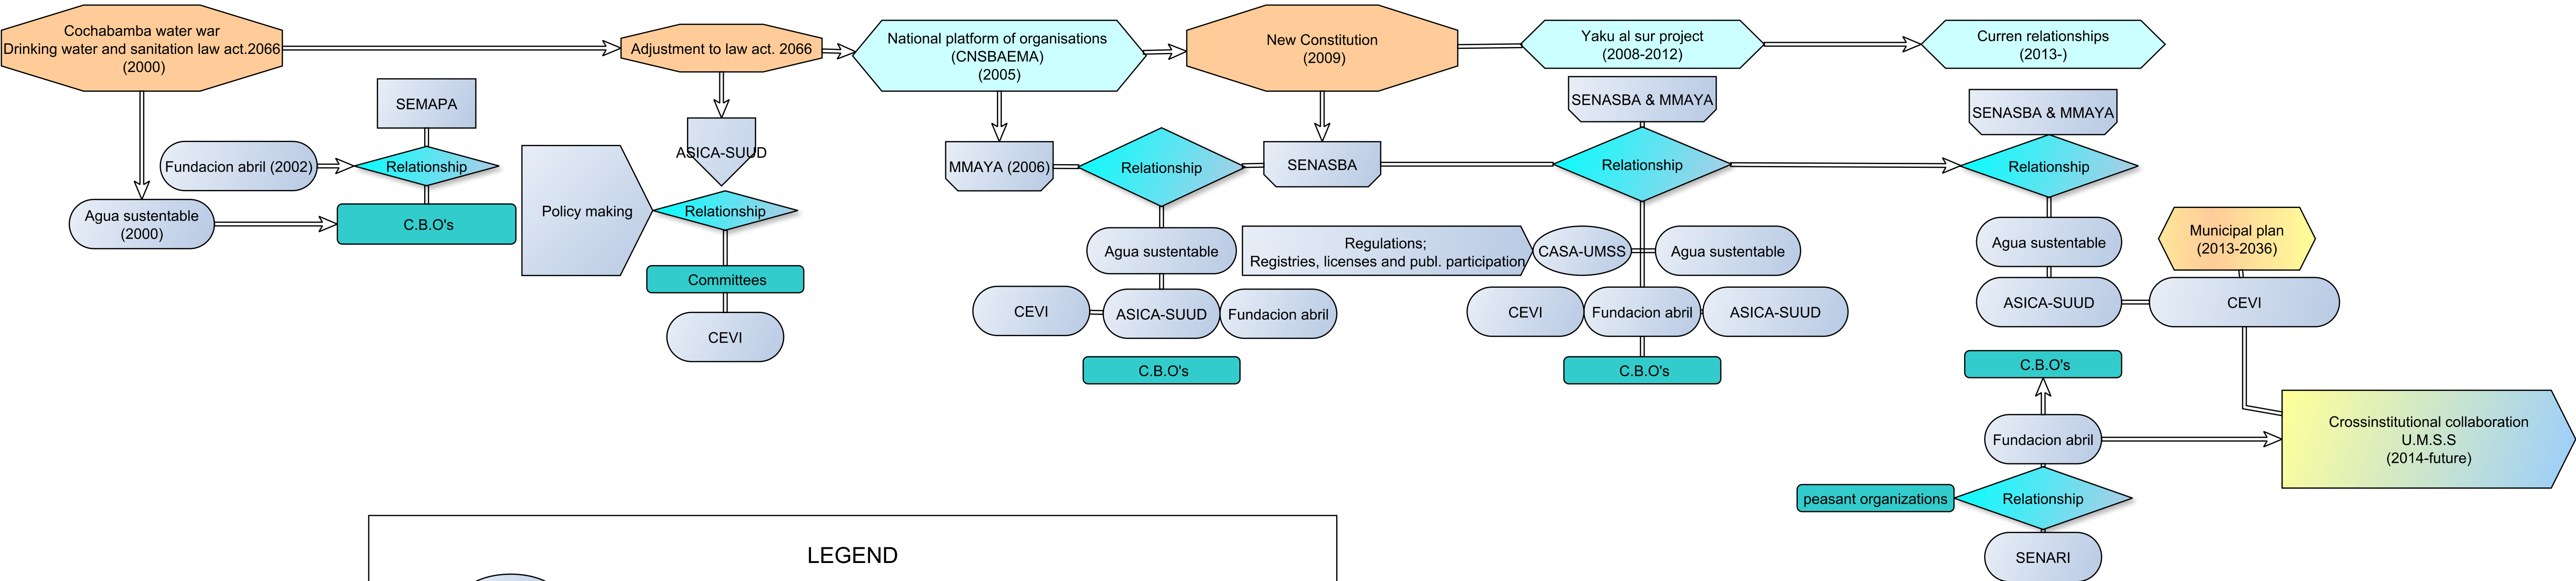 Cochabamba water war
Drinking water and sanitation law act.2066
(2000)
Adjustment to law act. 2066
National platform of organisations
(CNSBAEMA)
(2005)
New Constitution
(2009)
Yaku al sur project
(2008-2012)
Curren relationships
(2013-)
SEMAPA
Fundacion abril (2002)
Relationship
Agua sustentable
(2000)
C.B.O's
ASICA-SUUD
Policy making
Relationship
Committees
CEVI
MMAYA (2006)
Relationship
SENASBA
Agua sustentable
CEVI
ASICA-SUUD
Fundacion abril
C.B.O's
Regulations;
Registries, licenses and publ. participation
SENASBA & MMAYA
Relationship
CASA-UMSS
Agua sustentable
CEVI
Fundacion abril
ASICA-SUUD
C.B.O's
SENASBA & MMAYA
Relationship
Agua sustentable
ASICA-SUUD
Municipal plan
(2013-2036)
CEVI
C.B.O's
Fundacion abril
Crossinstitutional collaboration
U.M.S.S
(2014-future)
peasant organizations
Relationship
SENARI
LEGEND